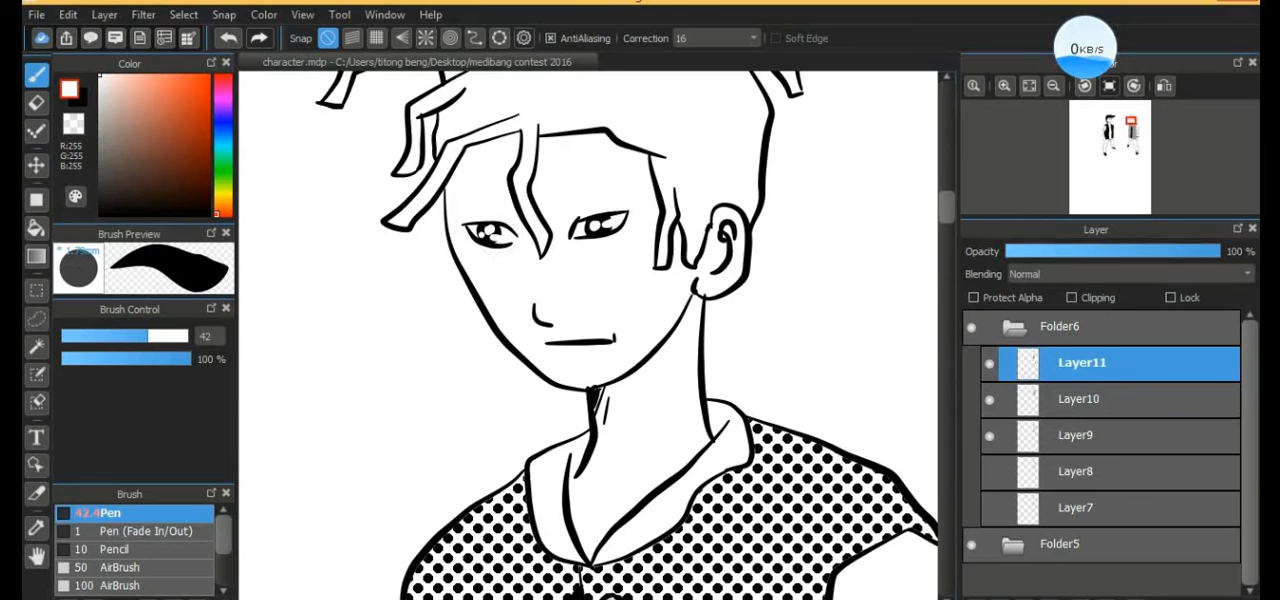 File Edit Layer Filter Select Snap Color View Tool Window Help
Snap AntiAliasing Correction 16 Soft Edge
0KB/S
Color
character.mdp - C:/Users/titong beng/Desktop/medibang contest 2016
R:255
G:255
B:255
Brush Preview
* 1.79mm
Brush Control
42
100 %
Brush
42.4 Pen
1 Pen (Fade In/Out)
10 Pencil
50 AirBrush
100 AirBrush
Layer
Opacity 100 %
Blending Normal
Protect Alpha Clipping Lock
Folder6
Layer11
Layer10
Layer9
Layer8
Layer7
Folder5